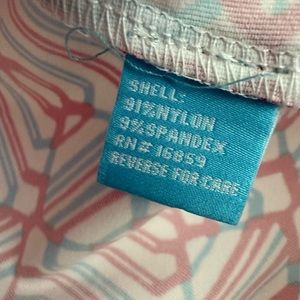 SHELL:
91%NYLON
9%SPANDEX
RN# 16859
REVERSE FOR CARE